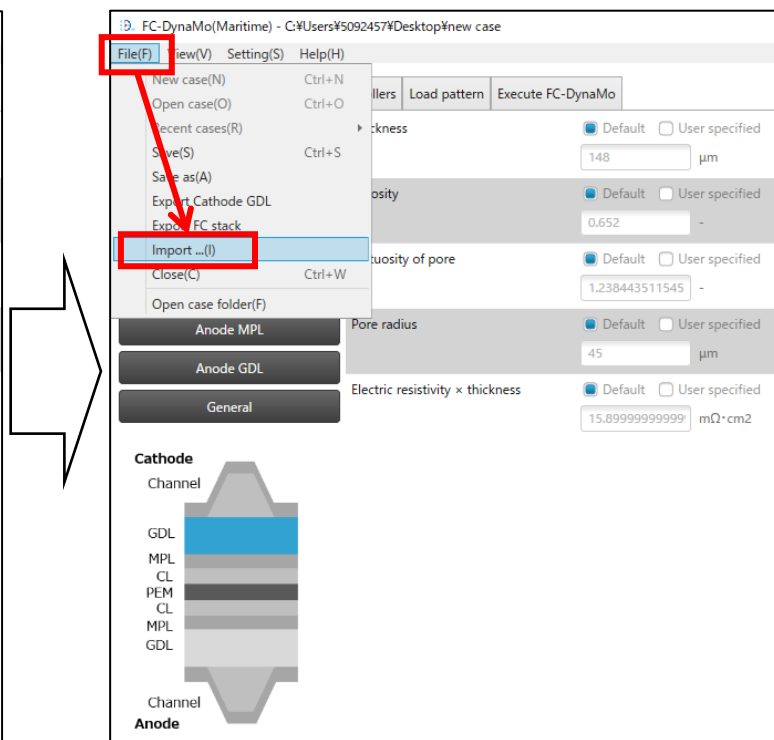 FC-DynaMo(Maritime) - C:¥Users¥5092457¥Desktop¥new case
File(F) View(V) Setting(S) Help(H)
New case(N) Ctrl+N
Open case(O) Ctrl+O
Recent cases(R)
Save(S) Ctrl+S
Save as(A)
Export Cathode GDL
Export FC stack
Import ...(I)
Close(C) Ctrl+W
Open case folder(F)
Load pattern Execute FC-DynaMo
Default User specified
148 μm
Default User specified
0.652 -
of pore Default User specified
1.238443511545 -
Pore radius Default User specified
45 μm
Electric resistivity × thickness Default User specified
15.89999999999 mΩ·cm2
Anode MPL
Anode GDL
General
Cathode
Channel
GDL
MPL
CL
PEM
CL
MPL
GDL
Channel
Anode